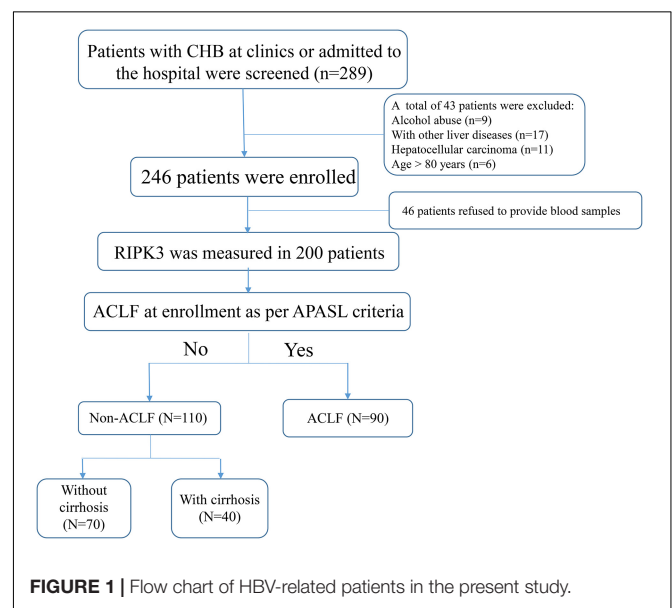 Patients with CHB at clinics or admitted to
the hospital were screened (n=289)
A total of 43 patients were excluded:
Alcohol abuse (n=9)
With other liver diseases (n=17)
Hepatocellular carcinoma (n=11)
Age > 80 years (n=6)
246 patients were enrolled
46 patients refused to provide blood samples
RIPK3 was measured in 200 patients
ACLF at enrollment as per APASL criteria
No Yes
Non-ACLF (N=110) ACLF (N=90)
Without
cirrhosis
(N=70)
With cirrhosis
(N=40)
FIGURE 1 | Flow chart of HBV-related patients in the present study.